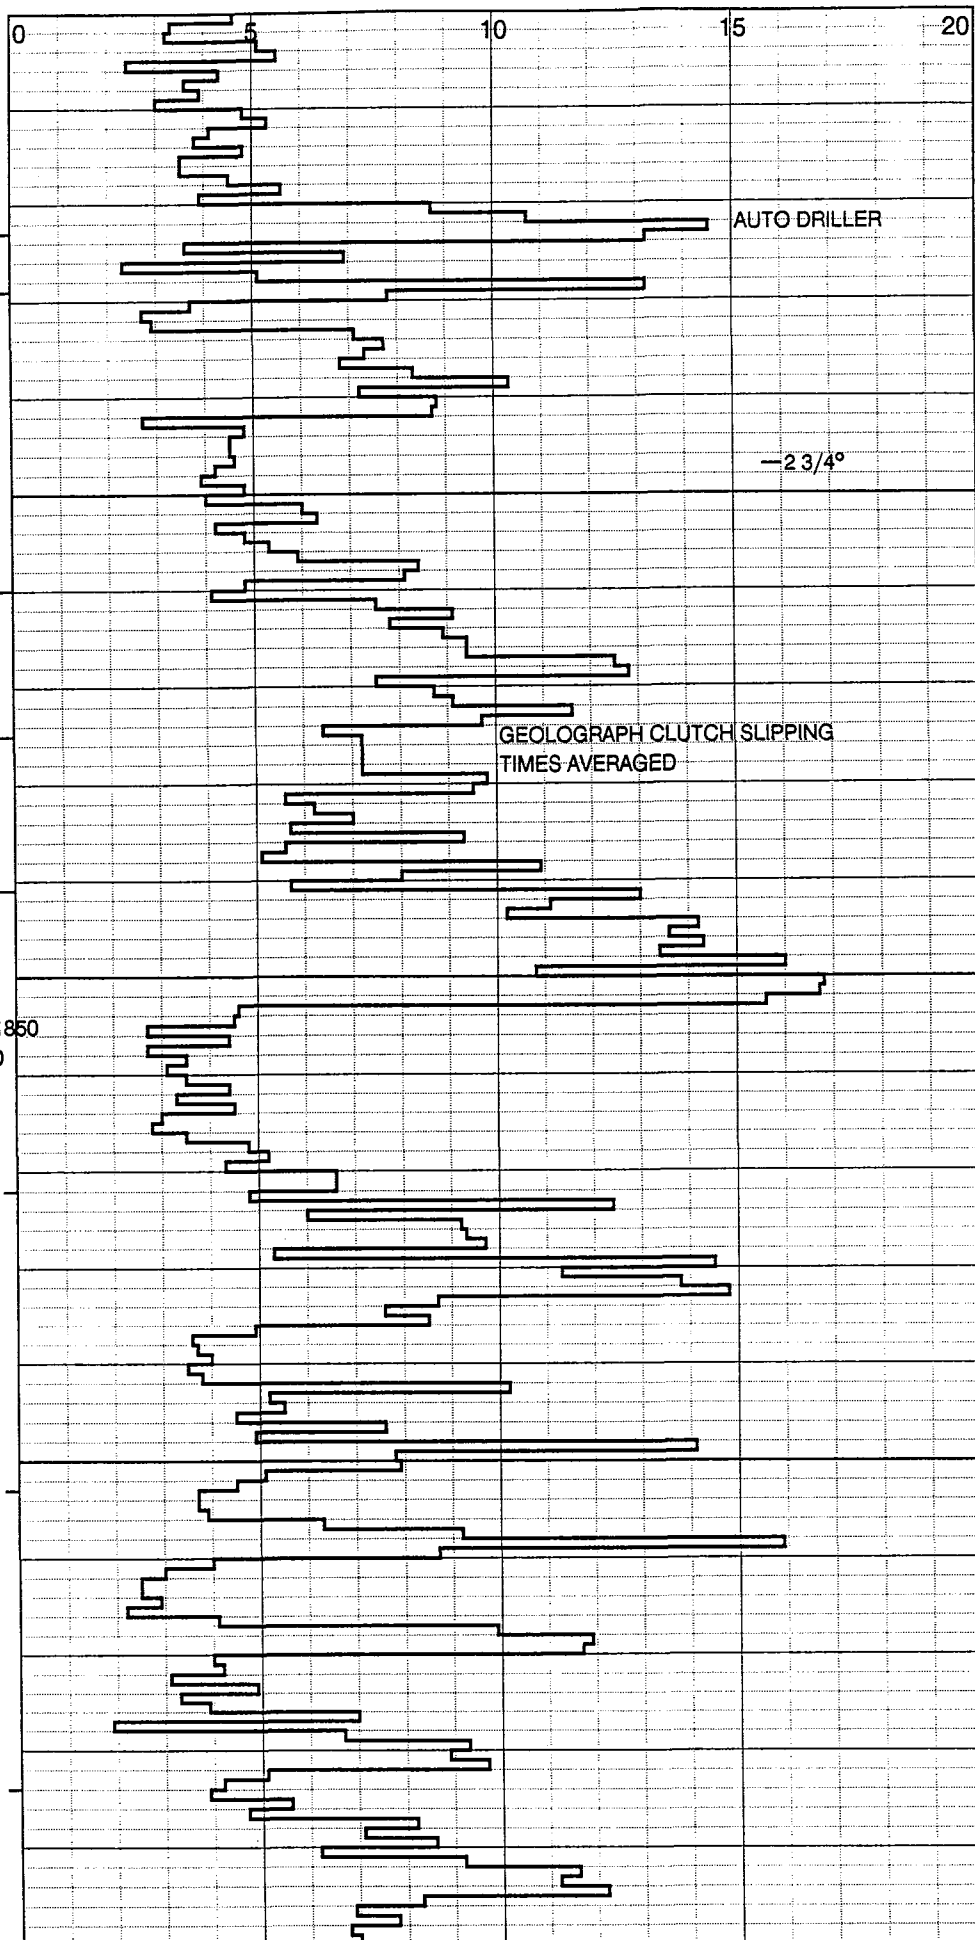 0 5 10 15 20
AUTO DRILLER
—2 3/4°
GEOLOGRAPH CLUTCH SLIPPING
TIMES AVERAGED
850